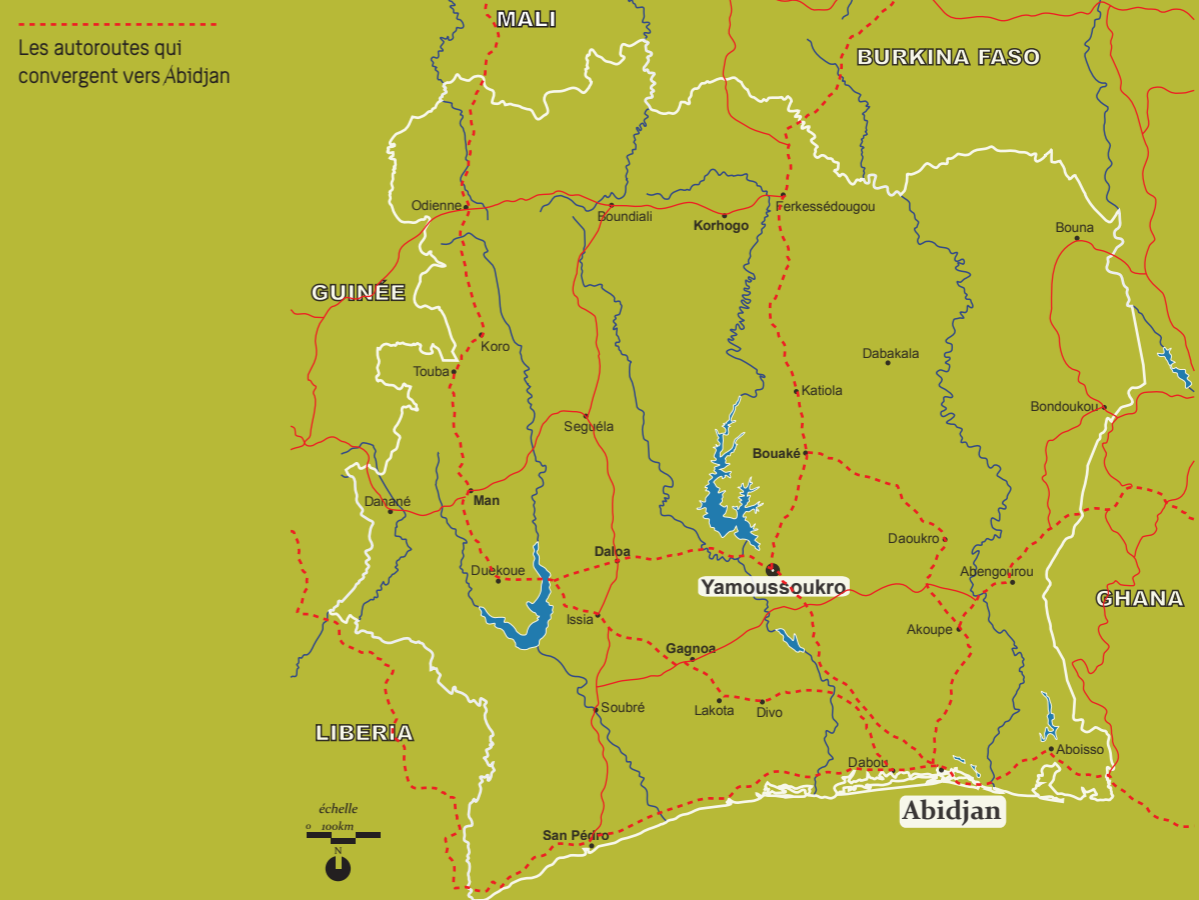 Les autoroutes qui
convergent vers Abidjan
MALI
BURKINA FASO
Odienne
Boundiali
Korhogo
Ferkessédougou
Bouna
GUINÉE
Koro
Touba
Dabakala
Katiola
Bondoukou
Seguéla
Bouaké
Danané
Man
Daoukro
Daloa
Duekoue
Abengourou
Yamoussoukro
GHANA
Issia
Akoupe
Gagnoa
Soubré
Lakota
Divo
LIBERIA
Aboisso
Dabou
Abidjan
échelle
0 100km
San Pédro
N